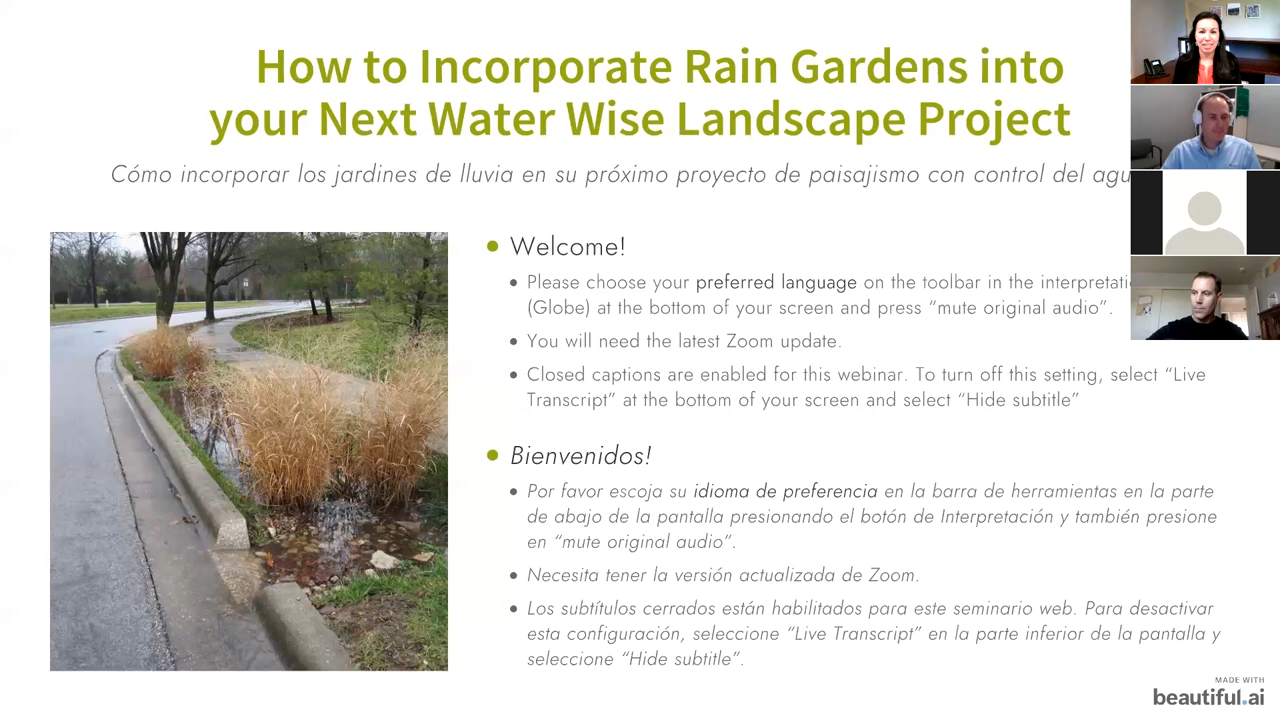 How to Incorporate Rain Gardens into
your Next Water Wise Landscape Project
Cómo incorporar los jardines de lluvia en su próximo proyecto de paisajismo con control del
Welcome!
Please choose your preferred language on the toolbar in the
(Globe) at the bottom of your screen and press “mute original audio”.
You will need the latest Zoom update.
Closed captions are enabled for this webinar. To turn off this setting, select “Live
Transcript” at the bottom of your screen and select “Hide subtitle”
Bienvenidos!
Por favor escoja su idioma de preferencia en la barra de herramientas en la parte
de abajo de la pantalla presionando el botón de Interpretación y también presione
en “mute original audio”.
Necesita tener la versión actualizada de Zoom.
Los subtítulos cerrados están habilitados para este seminario web. Para desactivar
esta configuración, seleccione “Live Transcript” en la parte inferior de la pantalla y
seleccione “Hide subtitle”.
MADE WITH
beautiful.ai